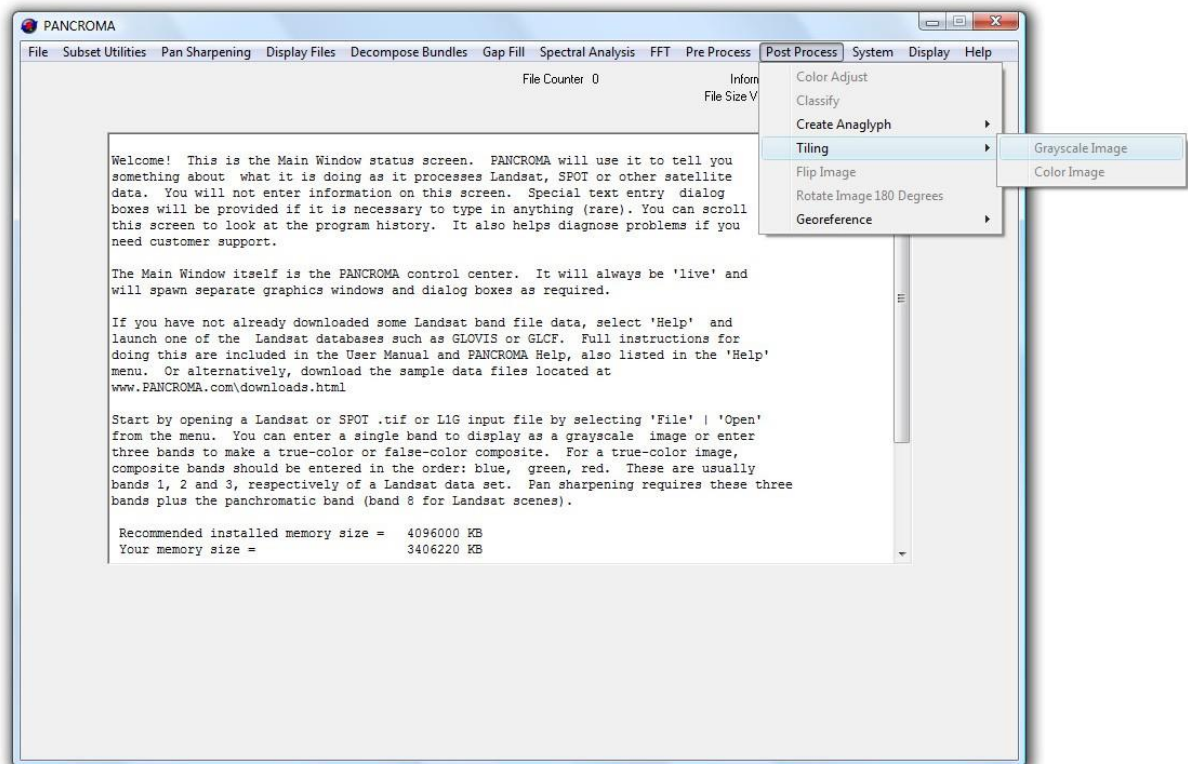 PANCROMA
File Subset Utilities Pan Sharpening Display Files Decompose Bundles Gap Fill Spectral Analysis FFT Pre Process Post Process System Display Help
File Counter 0
File Size V
Color Adjust
Classify
Create Anaglyph
Tiling
Flip Image
Rotate Image 180 Degrees
Georeference
Grayscale Image
Color Image
Welcome! This is the Main Window status screen. PANCROMA will use it to tell you
something about what it is doing as it processes Landsat, SPOT or other satellite
data. You will not enter information on this screen. Special text entry dialog
boxes will be provided if it is necessary to type in anything (rare). You can scroll
this screen to look at the program history. It also helps diagnose problems if you
need customer support.
The Main Window itself is the PANCROMA control center. It will always be 'live' and
will spawn separate graphics windows and dialog boxes as required.
If you have not already downloaded some Landsat band file data, select 'Help' and
launch one of the Landsat databases such as GLOVIS or GLCF. Full instructions for
doing this are included in the User Manual and PANCROMA Help, also listed in the 'Help'
menu. Or alternatively, download the sample data files located at
www.PANCROMA.com\downloads.html
Start by opening a Landsat or SPOT .tif or L1G input file by selecting 'File' | 'Open'
from the menu. You can enter a single band to display as a grayscale image or enter
three bands to make a true-color or false-color composite. For a true-color image,
composite bands should be entered in the order: blue, green, red. These are usually
bands 1, 2 and 3, respectively of a Landsat data set. Pan sharpening requires these three
bands plus the panchromatic band (band 8 for Landsat scenes).
Recommended installed memory size = 4096000 KB
Your memory size = 3406220 KB